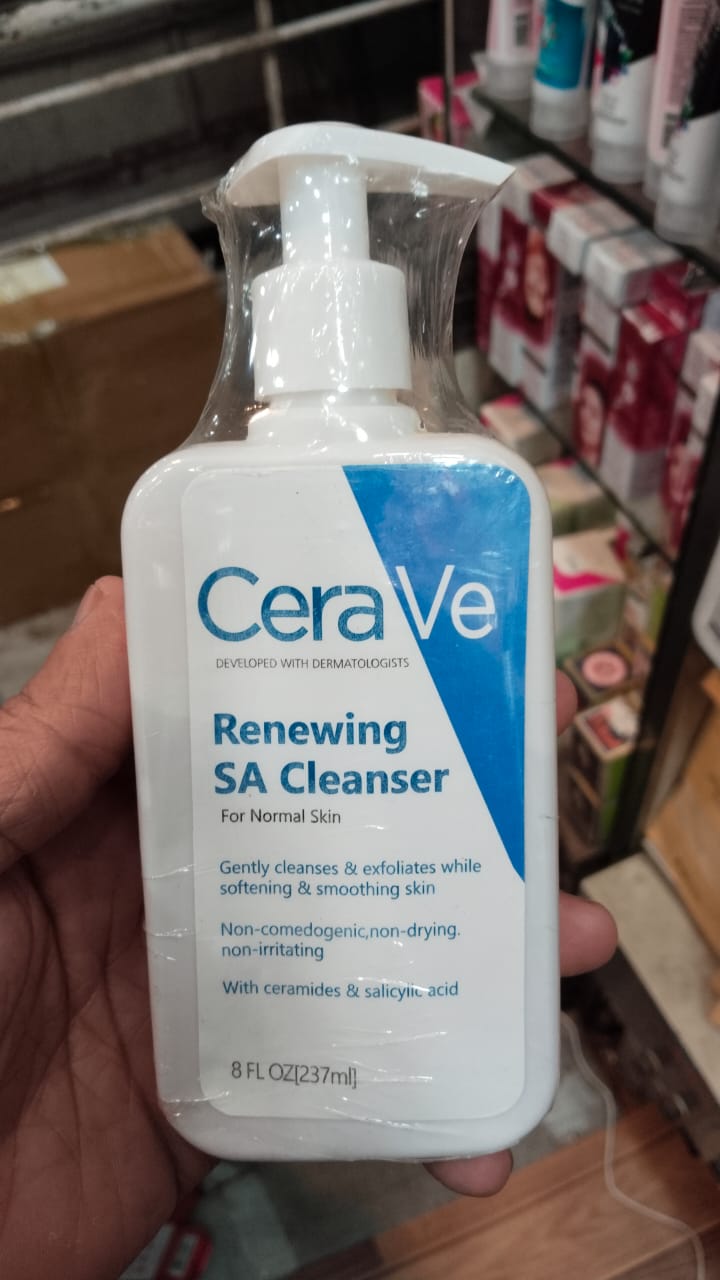 CeraVe
DEVELOPED WITH DERMATOLOGISTS
Renewing
SA Cleanser
For Normal Skin
Gently cleanses & exfoliates while
softening & smoothing skin
Non-comedogenic,non-drying.
non-irritating
With ceramides & salicylic acid
8 FL OZ[237ml]